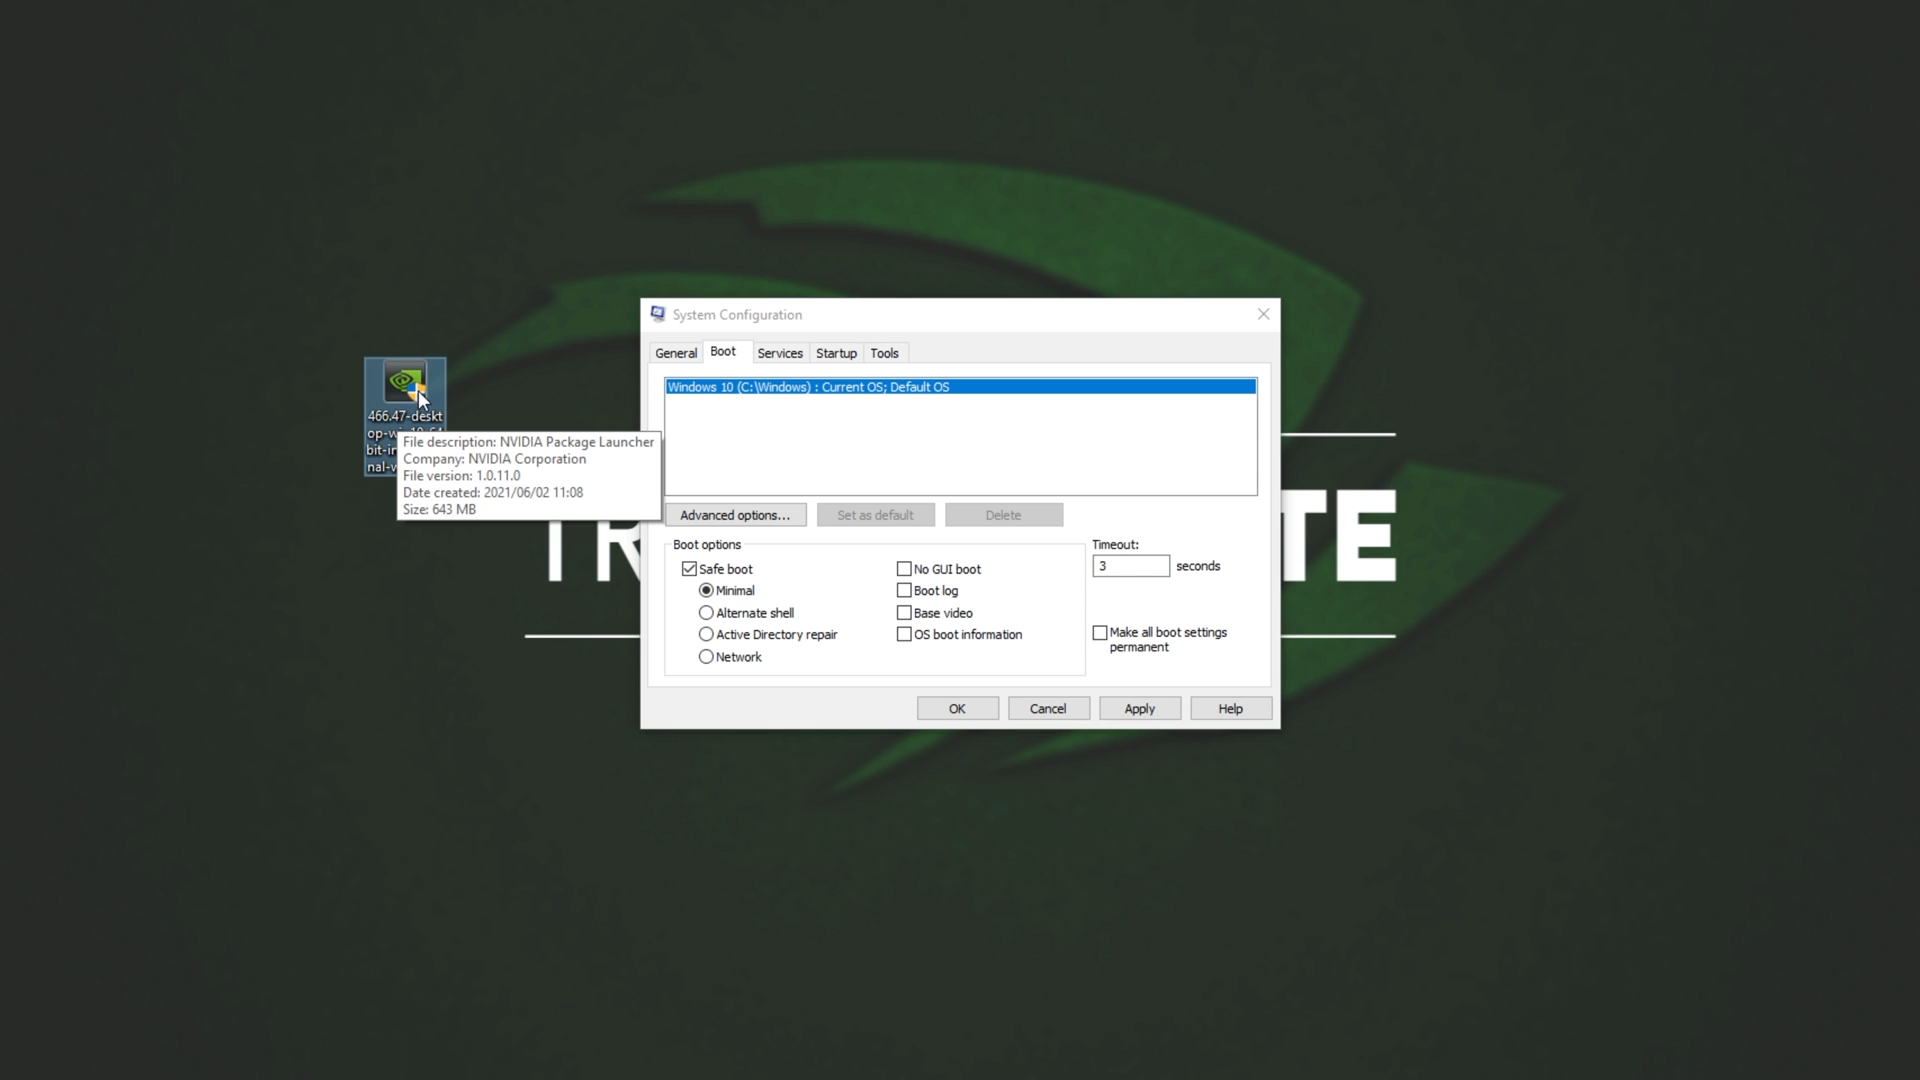 System Configuration
General
Boot
Services
Startup
Tools
Windows 10 (C:\Windows) : Current OS; Default OS
466.47-deskt
op-w
bit-in
nal-w
File description: NVIDIA Package Launcher
Company: NVIDIA Corporation
File version: 1.0.11.0
Date created: 2021/06/02 11:08
Size: 643 MB
Advanced options...
Set as default
Delete
Boot options
Safe boot
Minimal
Alternate shell
Active Directory repair
Network
No GUI boot
Boot log
Base video
OS boot information
Timeout:
3 seconds
Make all boot settings
permanent
OK
Cancel
Apply
Help
TR
TE